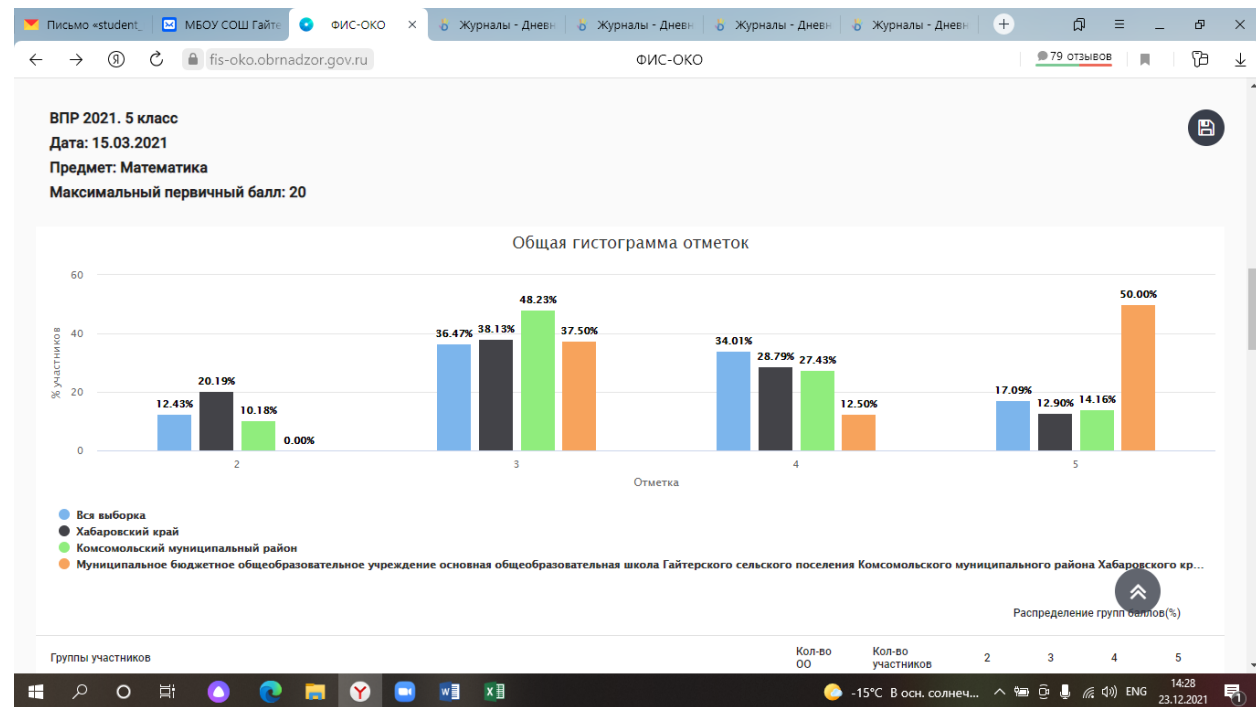 Письмо «student_
МБОУ СОШ Гайте
ФИС-ОКО
Журналы - Дневн
Журналы - Дневн
Журналы - Дневн
Журналы - Дневн
fis-oko.obrnadzor.gov.ru
ФИС-ОКО
79 отзывов
ВПР 2021. 5 класс
Дата: 15.03.2021
Предмет: Математика
Максимальный первичный балл: 20
Общая гистограмма отметок
% участников
60
40
20
0
12.43% 20.19% 10.18% 0.00%
36.47% 38.13% 48.23% 37.50%
34.01% 28.79% 27.43% 12.50%
17.09% 12.90% 14.16% 50.00%
2 3 4 5
Отметка
Вся выборка
Хабаровский край
Комсомольский муниципальный район
Муниципальное бюджетное общеобразовательное учреждение основная общеобразовательная школа Гайтерского сельского поселения Комсомольского муниципального района Хабаровского кр...
Распределение групп баллов(%)
Группы участников
Кол-во ОО
Кол-во участников
2 3 4 5
-15°C В осн. солнеч...
ENG
14:28
23.12.2021